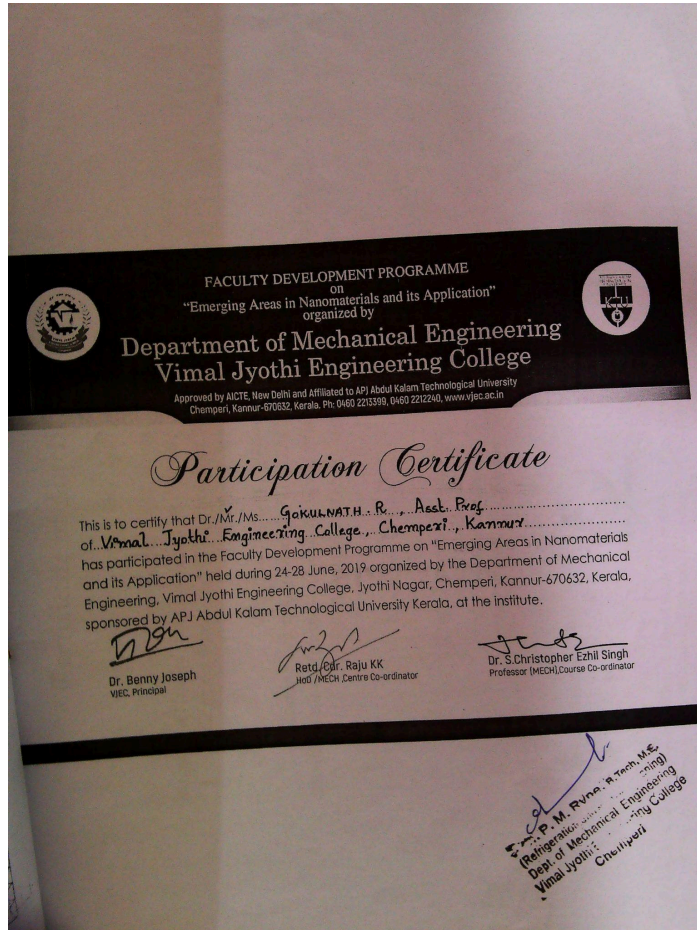 FACULTY DEVELOPMENT PROGRAMME
on
“Emerging Areas in Nanomaterials and its Application”
organized by
Department of Mechanical Engineering
Vimal Jyothi Engineering College
Approved by AICTE, New Delhi and Affiliated to APJ Abdul Kalam Technological University
Chemperi, Kannur-670632, Kerala. Ph: 0460 2213399, 0460 2212240, www.vjec.ac.in
KTU
Participation Certificate
This is to certify that Dr./Mr./Ms.....GOKULNATH. R.., Asst. Prof.............................
of..Vimal...Jyothi...Engineering...College.., Chemperi.., Kannur.....................
has participated in the Faculty Development Programme on “Emerging Areas in Nanomaterials
and its Application” held during 24-28 June, 2019 organized by the Department of Mechanical
Engineering, Vimal Jyothi Engineering College, Jyothi Nagar, Chemperi, Kannur-670632, Kerala,
sponsored by APJ Abdul Kalam Technological University Kerala, at the institute.
Dr. Benny Joseph
VJEC, Principal
Retd.Cdr. Raju KK
HoD /MECH ,Centre Co-ordinator
Dr. S.Christopher Ezhil Singh
Professor (MECH),Course Co-ordinator
P. M. B.Tech, M.E.
(Refrigeration
Dept. of Mechanical Engineering
Vimal Jyothi College
Chemperi